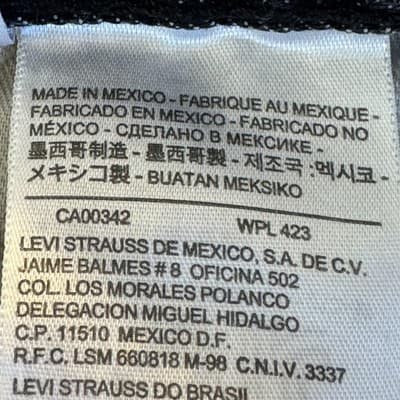 MADE IN MEXICO - FABRIQUE AU MEXIQUE -
FABRICADO EN MEXICO - FABRICADO NO
MÉXICO - СДЕЛАНО В МЕКСИКЕ -
墨西哥制造 - 墨西哥製 - 제조국 :멕시코 -
メキシコ製 - BUATAN MEKSIKO
CA00342 WPL 423
LEVI STRAUSS DE MEXICO, S.A. DE C.V.
JAIME BALMES # 8 OFICINA 502
COL. LOS MORALES POLANCO
DELEGACION MIGUEL HIDALGO
C.P. 11510 MEXICO D.F.
R.F.C. LSM 660818 M-98 C.N.I.V. 3337
LEVI STRAUSS DO BRASIL